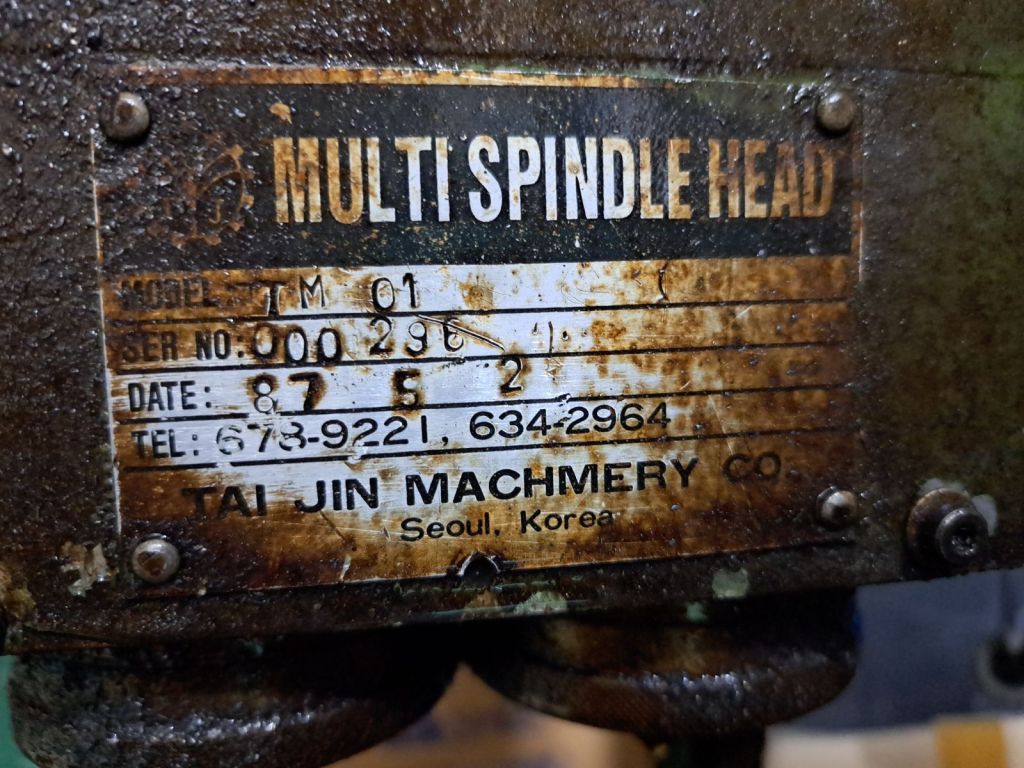 MULTI SPINDLE HEAD
MODEL TM 01
SER NO: 000 296
DATE: 87 5 2
TEL: 678-9221, 634-2964
TAI JIN MACHMERY CO.
Seoul, Korea